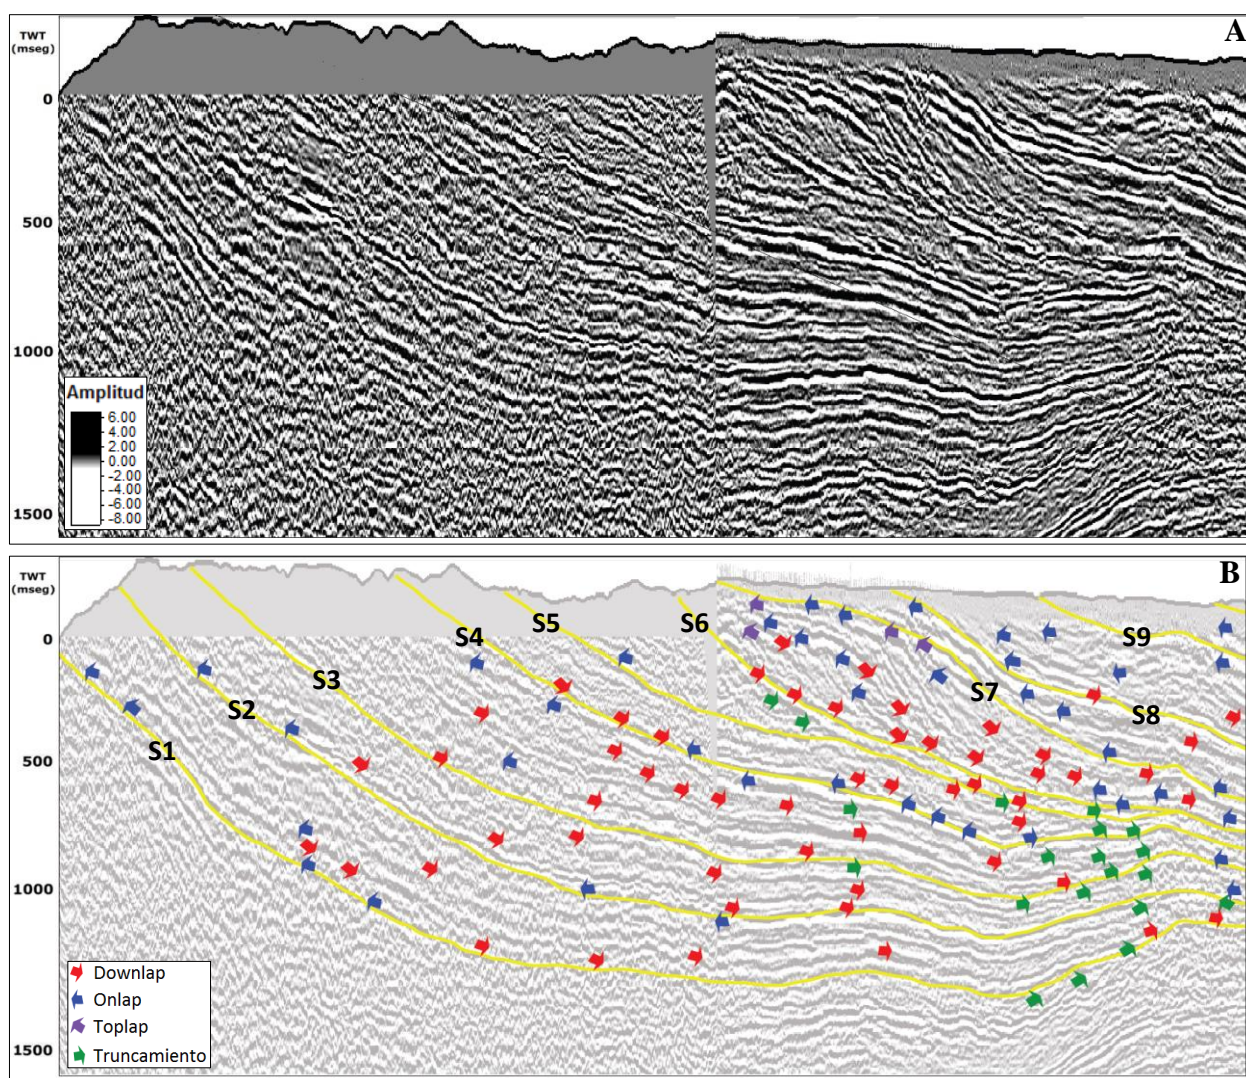 TWT
(mseg)
A
0
500
1000
1500
Amplitud
6.00
4.00
2.00
0.00
-2.00
-4.00
-6.00
-8.00
TWT
(mseg)
B
0
500
1000
1500
S1
S2
S3
S4
S5
S6
S7
S8
S9
Downlap
Onlap
Toplap
Truncamiento